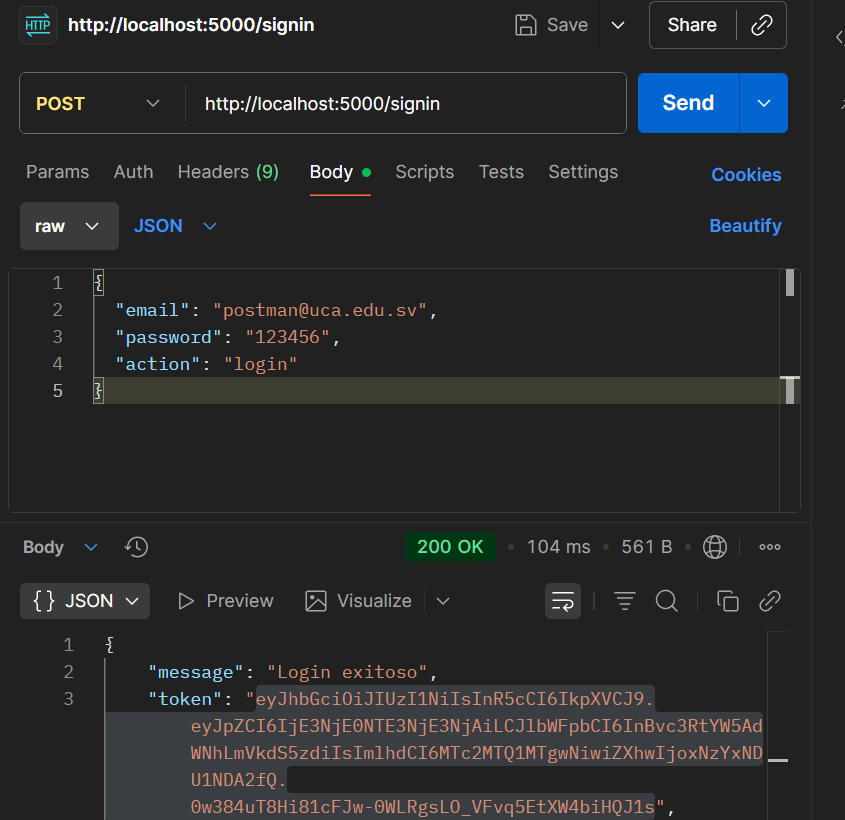 HTTP http://localhost:5000/signin Save Share
POST http://localhost:5000/signin Send
Params Auth Headers (9) Body Scripts Tests Settings Cookies
raw JSON Beautify
1 {
2 "email": "postman@uca.edu.sv",
3 "password": "123456",
4 "action": "login"
5 }
Body 200 OK • 104 ms • 561 B •
{} JSON Preview Visualize
1 {
2 "message": "Login exitoso",
3 "token": "eyJhbGciOiJIUzI1NiIsInR5cCI6IkpXVCJ9.
eyJpZCI6IjE3NjE0NTE3NjE3NjAiLCJlbWFpbCI6InBvc3RtYW5Ad
WNhLmVkdS5zdiIsImlhdCI6MTc2MTQ1MTgwNiwiZXhwIjoxNzYxND
U1NDA2fQ.
0w384uT8Hi81cFJw-0WLRgsLO_VFvq5EtXW4biHQJ1s",